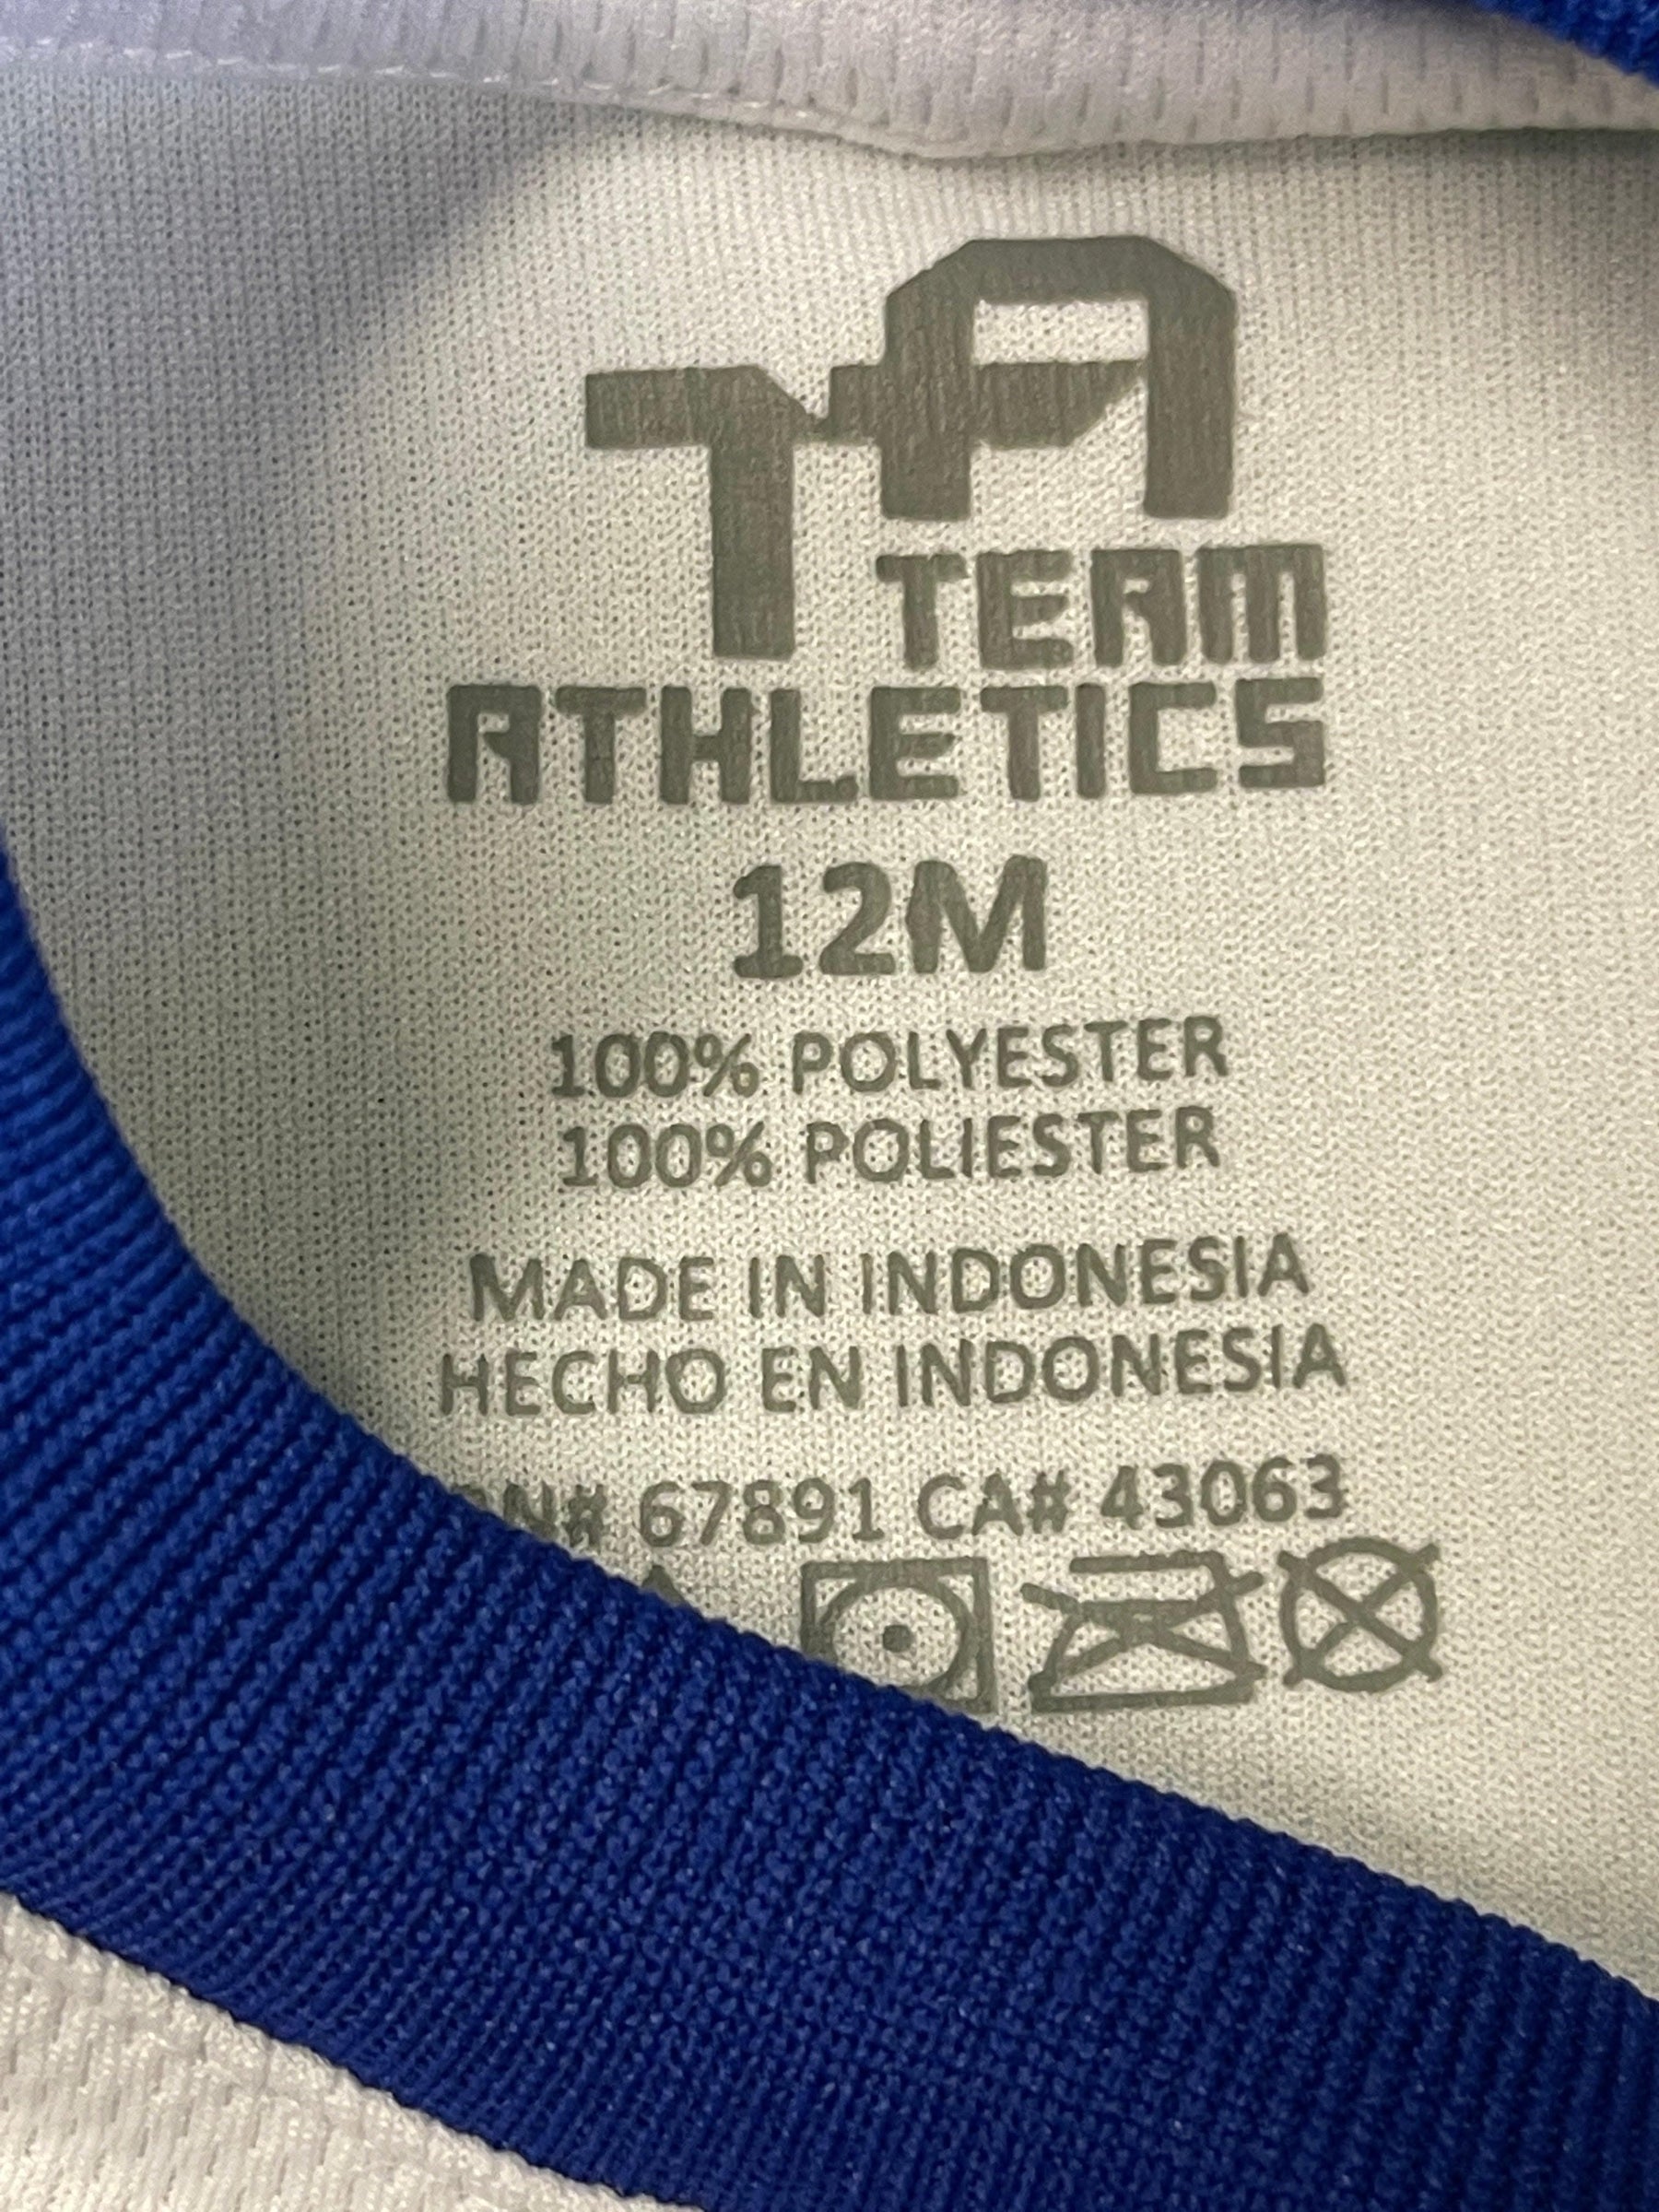 TA
TEAM
ATHLETICS
12M
100% POLYESTER
100% POLIESTER
MADE IN INDONESIA
HECHO EN INDONESIA
67891 CA# 43063